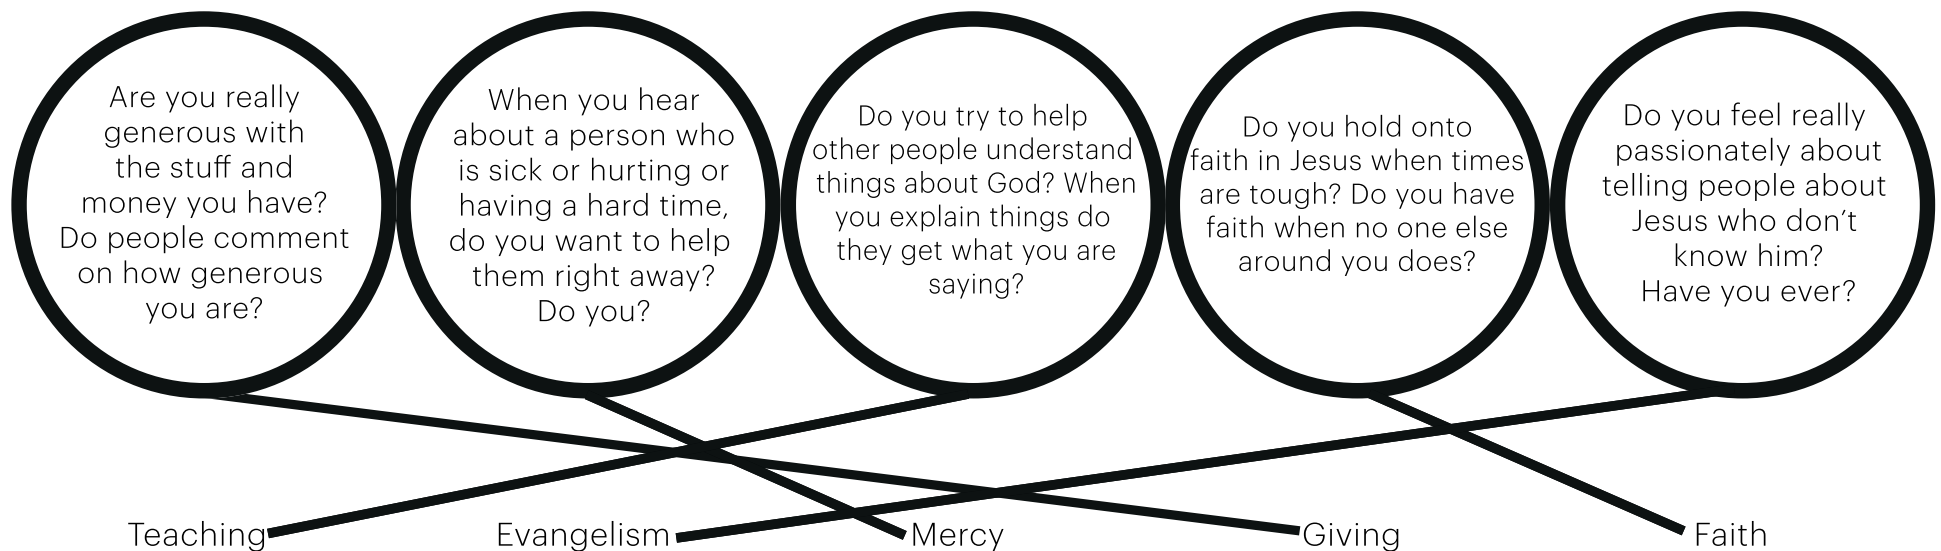 Are you really
generous with
the stuff and
money you have?
Do people comment
on how generous
you are?
When you hear
about a person who
is sick or hurting or
having a hard time,
do you want to help
them right away?
Do you?
Do you try to help
other people understand
things about God? When
you explain things do
they get what you are
saying?
Do you hold onto
faith in Jesus when times
are tough? Do you have
faith when no one else
around you does?
Do you feel really
passionately about
telling people about
Jesus who don’t
know him?
Have you ever?
Teaching
Evangelism
Mercy
Giving
Faith